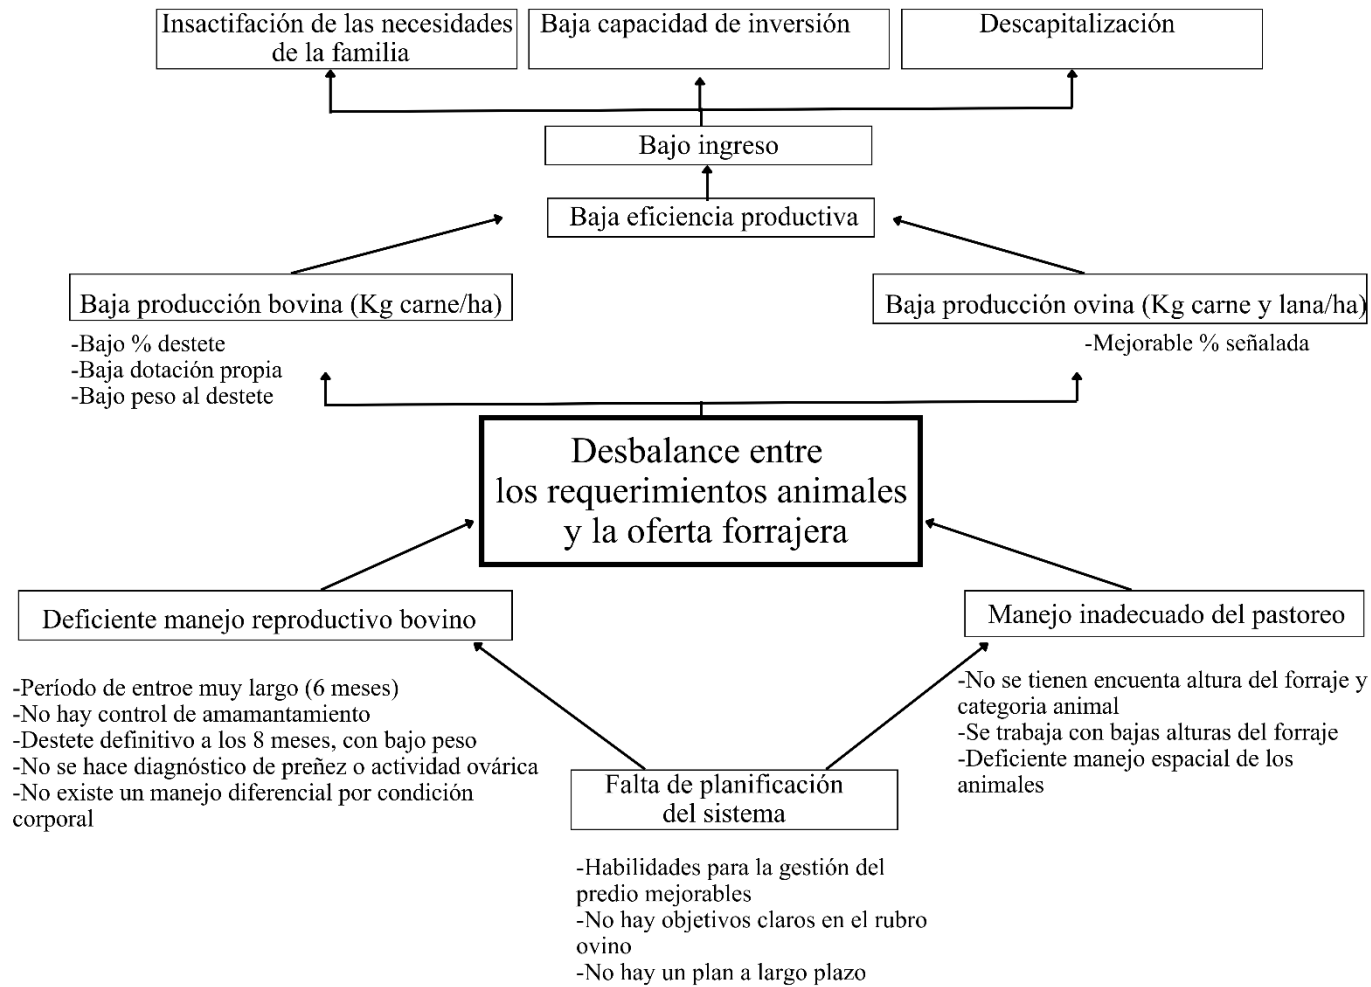 Insactifación de las necesidades
de la familia
Baja capacidad de inversión
Descapitalización
Bajo ingreso
Baja eficiencia productiva
Baja producción bovina (Kg carne/ha)
-Bajo % destete
-Baja dotación propia
-Bajo peso al destete
Baja producción ovina (Kg carne y lana/ha)
-Mejorable % señalada
Desbalance entre
los requerimientos animales
y la oferta forrajera
Deficiente manejo reproductivo bovino
-Período de entroe muy largo (6 meses)
-No hay control de amamantamiento
-Destete definitivo a los 8 meses, con bajo peso
-No se hace diagnóstico de preñez o actividad ovárica
-No existe un manejo diferencial por condición
corporal
Manejo inadecuado del pastoreo
-No se tienen encuenta altura del forraje y
categoria animal
-Se trabaja con bajas alturas del forraje
-Deficiente manejo espacial de los
animales
Falta de planificación
del sistema
-Habilidades para la gestión del
predio mejorables
-No hay objetivos claros en el rubro
ovino
-No hay un plan a largo plazo